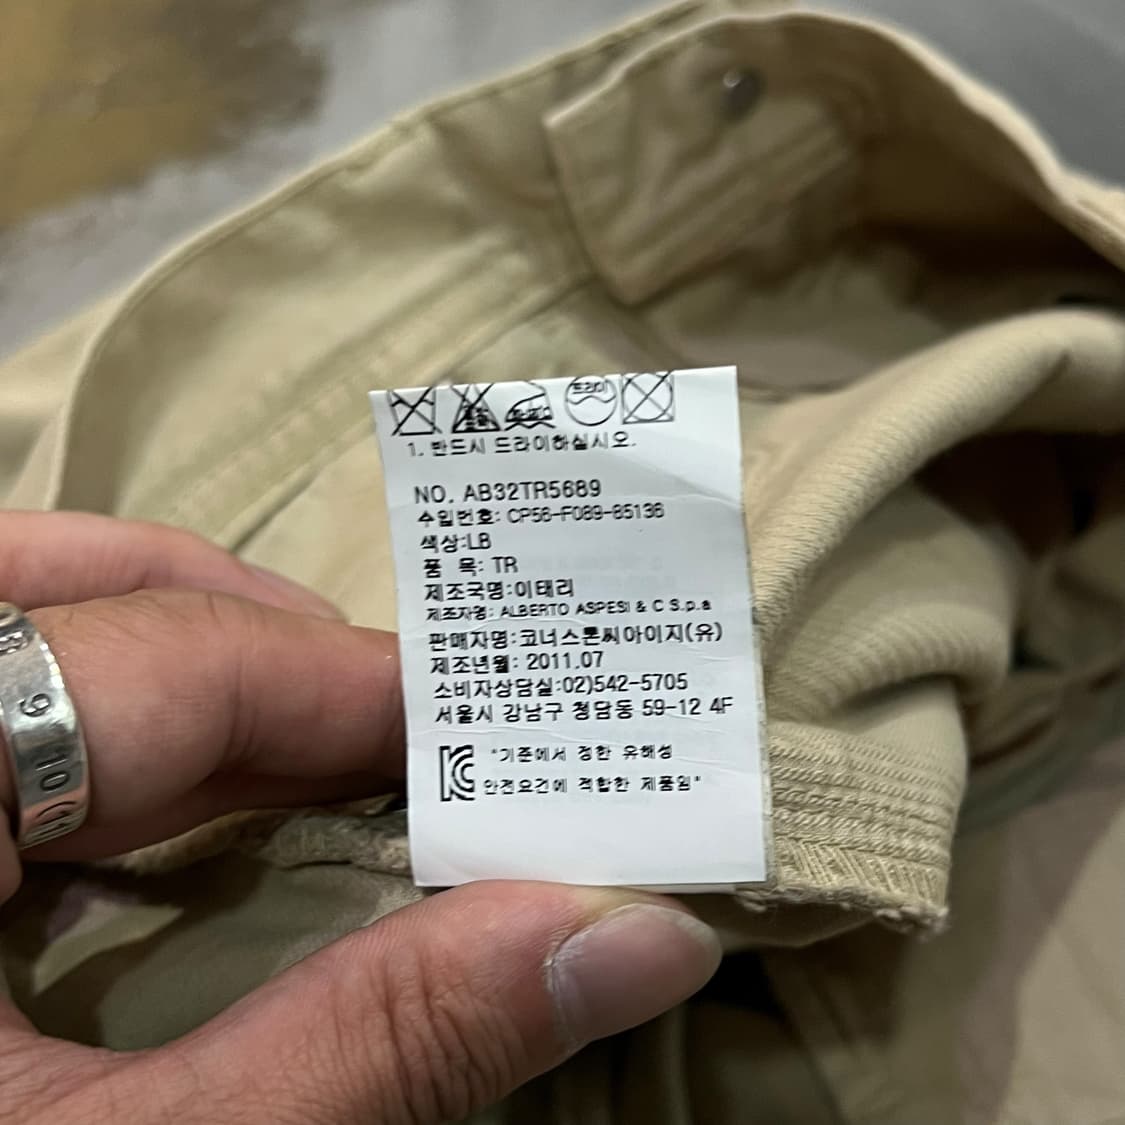 드라이
1. 반드시 드라이하십시오.
NO. AB32TR5689
수입번호: CP56-F089-85136
색상:LB
품 목: TR
제조국명:이태리
제조자명: ALBERTO ASPESI & C S.p.a
판매자명:코너스톤씨아이지(유)
제조년월: 2011.07
소비자상담실:02)542-5705
서울시 강남구 청담동 59-12 4F
"기준에서 정한 유해성
안전요건에 적합한 제품임"
9
10